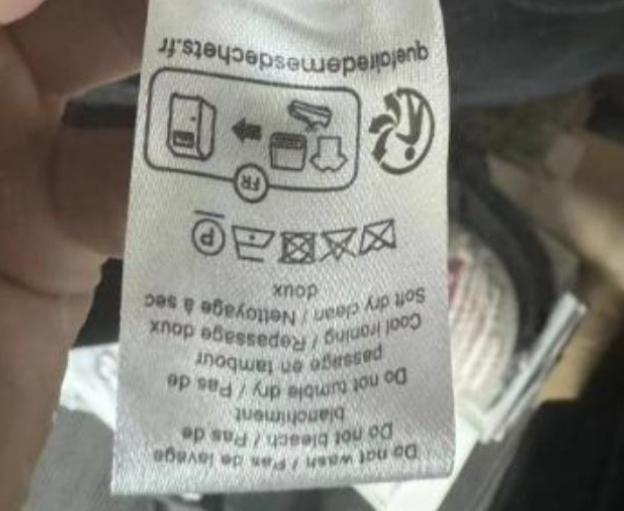 Do not wash / Pas de lavage
Do not bleach / Pas de
blanchiment
Do not tumble dry / Pas de
passage en tambour
Cool ironing / Repassage doux
Soft dry clean / Nettoyage à sec
doux
P
FR
quefairedemesdechets.fr